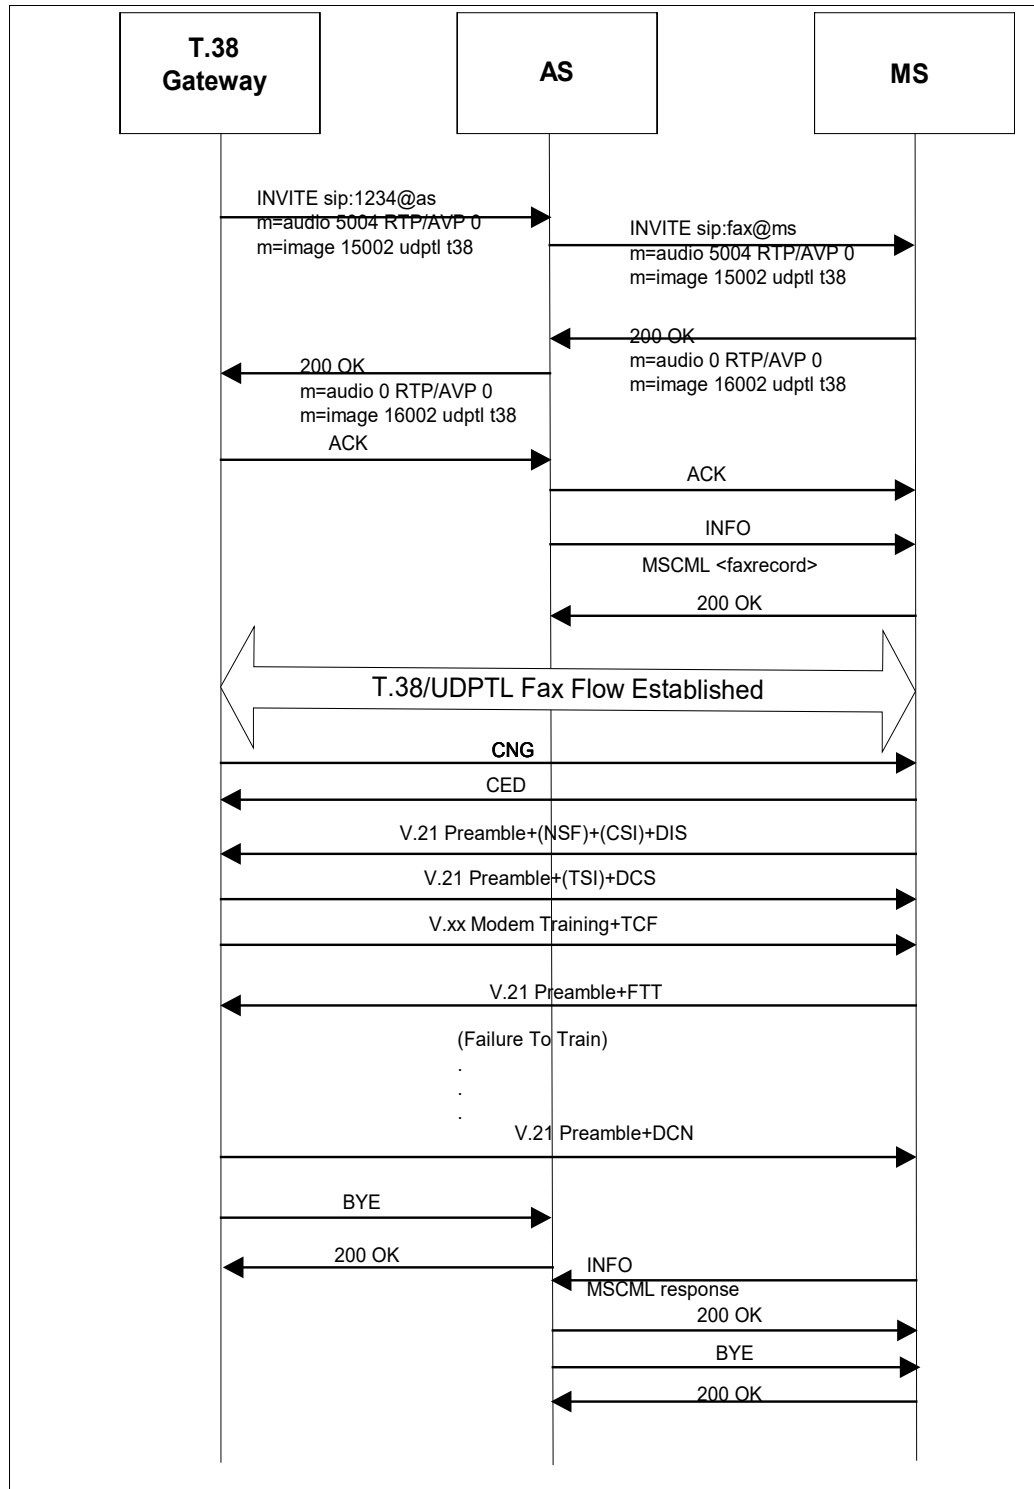 T.38
Gateway
AS
MS
INVITE sip:1234@as
m=audio 5004 RTP/AVP 0
m=image 15002 udptl t38
INVITE sip:fax@ms
m=audio 5004 RTP/AVP 0
m=image 15002 udptl t38
200 OK
m=audio 0 RTP/AVP 0
m=image 16002 udptl t38
200 OK
m=audio 0 RTP/AVP 0
m=image 16002 udptl t38
ACK
ACK
INFO
MSCML <faxrecord>
200 OK
T.38/UDPTL Fax Flow Established
CNG
CED
V.21 Preamble+(NSF)+(CSI)+DIS
V.21 Preamble+(TSI)+DCS
V.xx Modem Training+TCF
V.21 Preamble+FTT
(Failure To Train)
.
.
.
V.21 Preamble+DCN
BYE
200 OK
INFO
MSCML response
200 OK
BYE
200 OK